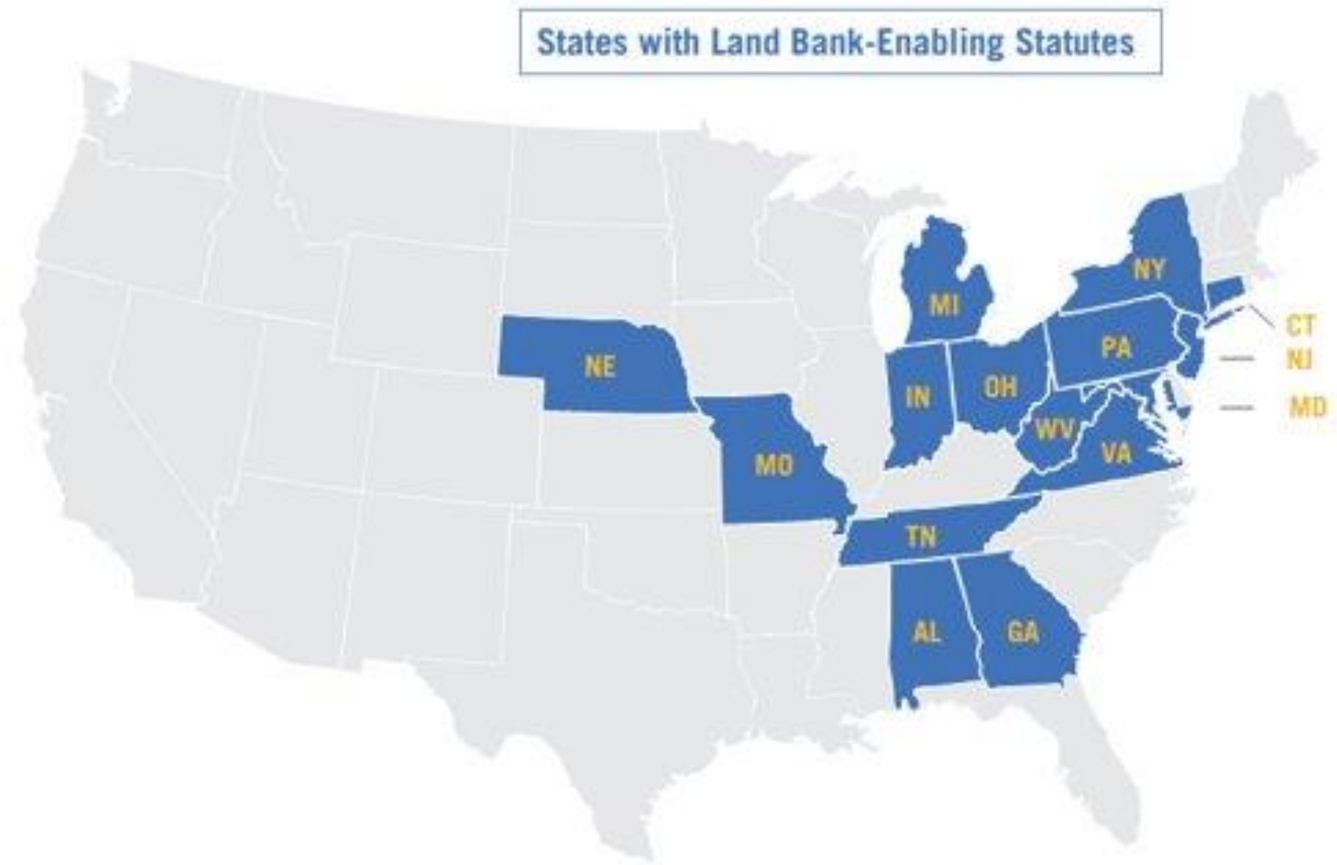 States with Land Bank-Enabling Statutes
NY
MI
CT
PA
NJ
NE
IN
OH
MD
WV
VA
MO
TN
AL
GA